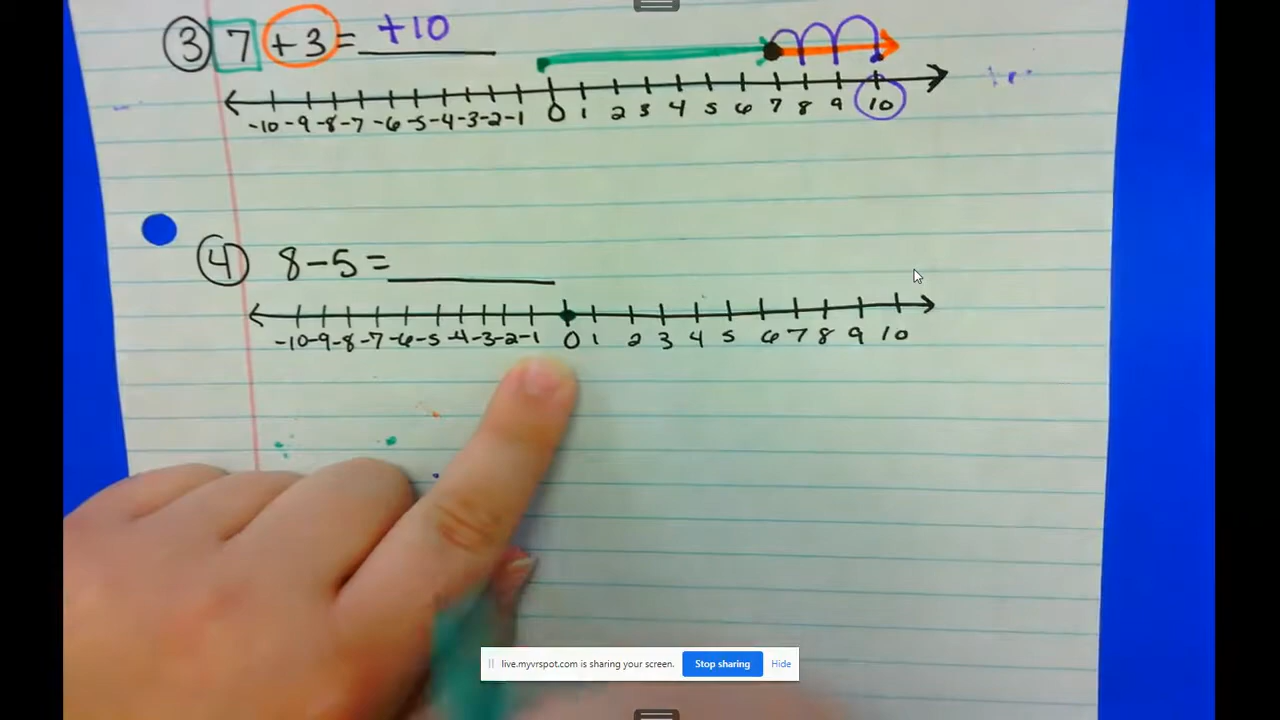 3 7 +3 = +10
-10 -9 -8 -7 -6 -5 -4 -3 -2 -1 0 1 2 3 4 5 6 7 8 9 10
4 8-5 = ______
-10 -9 -8 -7 -6 -5 -4 -3 -2 -1 0 1 2 3 4 5 6 7 8 9 10
live.myvrspot.com is sharing your screen. Stop sharing Hide